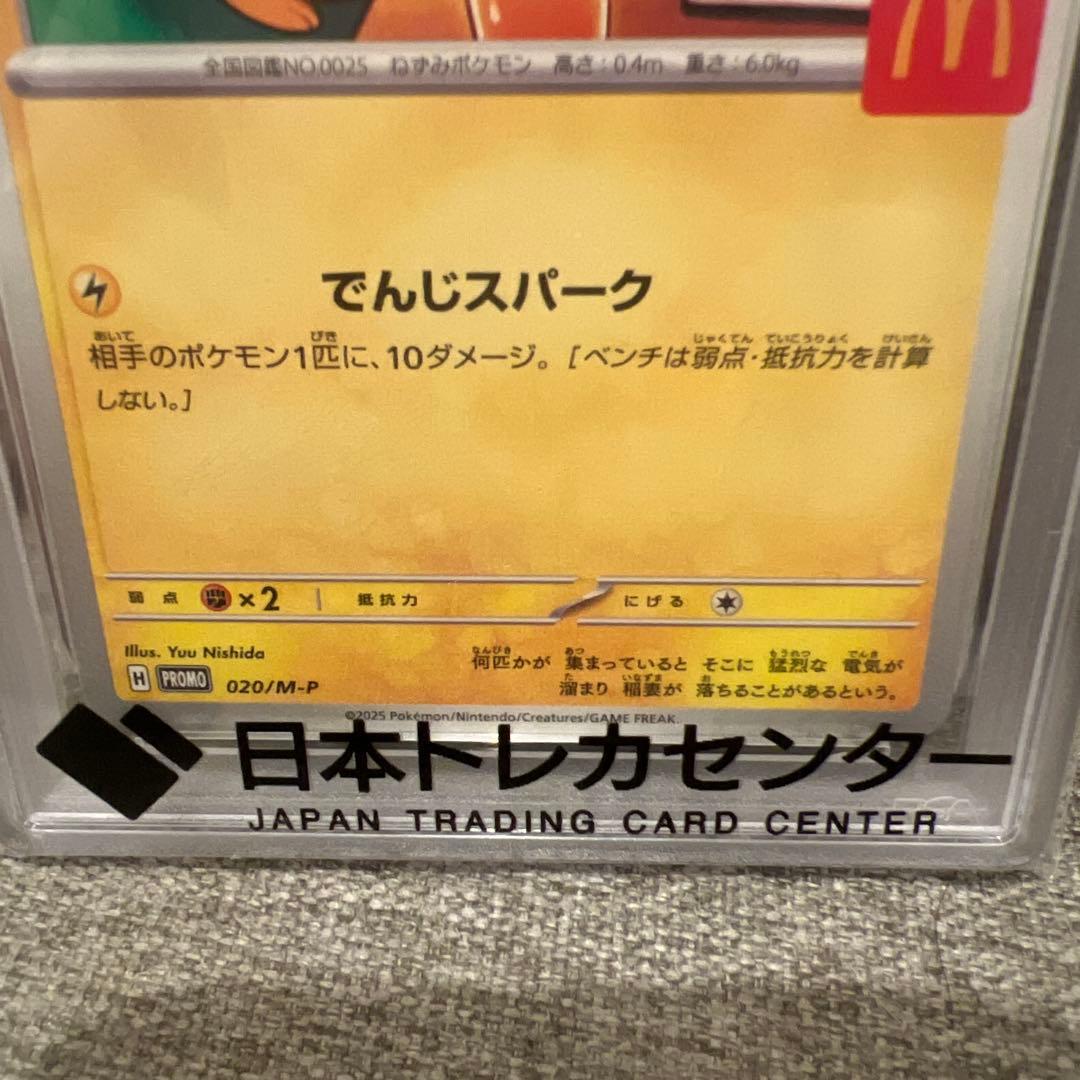 全国図鑑NO.0025 ねずみポケモン 高さ:0.4m 重さ:6.0kg
でんじスパーク
相手のポケモン1匹に、10ダメージ。[ベンチは弱点・抵抗力を計算
しない。]
弱点 ×2 抵抗力 にげる
Illus. Yuu Nishida
H PROMO 020/M-P
何匹かが 集まっていると そこに 猛烈な 電気が
溜まり 稲妻が 落ちることがあるという。
©2025 Pokémon/Nintendo/Creatures/GAME FREAK.
日本トレカセンター
JAPAN TRADING CARD CENTER